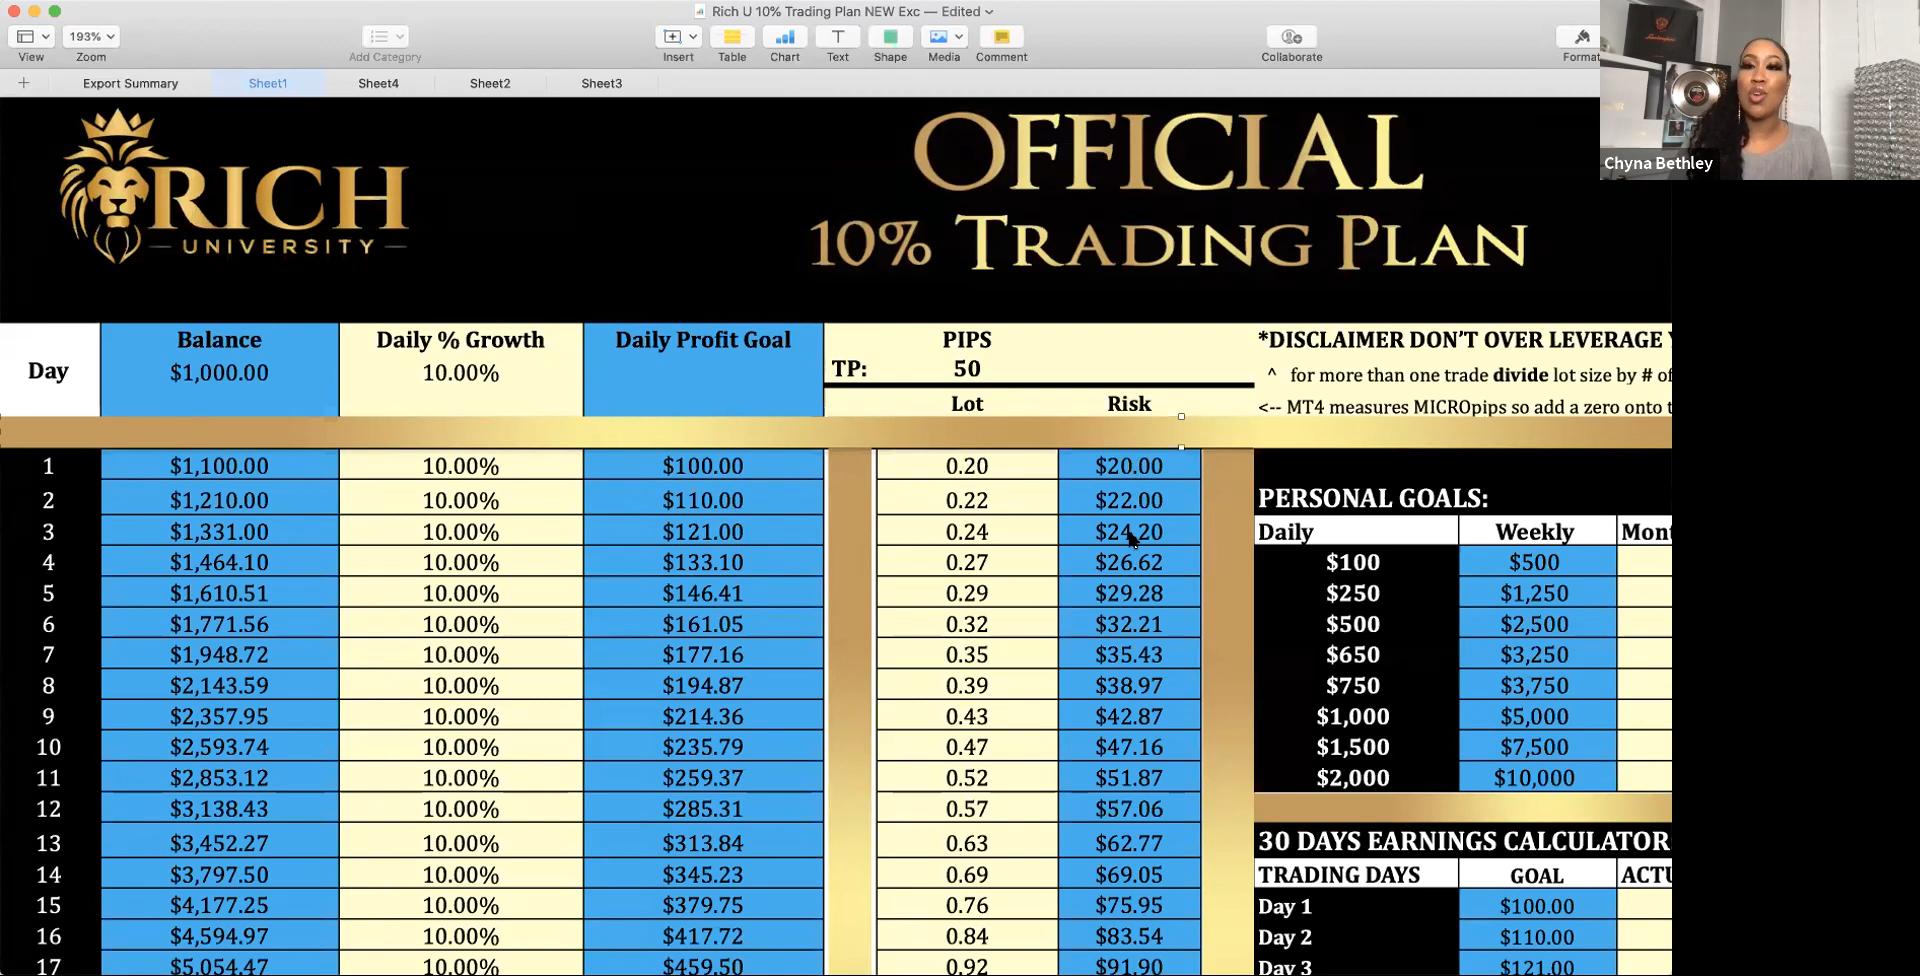 Rich U 10% Trading Plan NEW Exc — Edited
193%
View
Zoom
Add Category
Insert
Table
Chart
Text
Shape
Media
Comment
Collaborate
Format
Export Summary
Sheet1
Sheet4
Sheet2
Sheet3
Chyna Bethley
RICH
UNIVERSITY
OFFICIAL
10% TRADING PLAN
Day
Balance
$1,000.00
Daily % Growth
10.00%
Daily Profit Goal
PIPS
TP: 50
Lot Risk
*DISCLAIMER DON'T OVER LEVERAGE
^ for more than one trade divide lot size by # of
<-- MT4 measures MICROpips so add a zero onto
1 $1,100.00 10.00% $100.00 0.20 $20.00
2 $1,210.00 10.00% $110.00 0.22 $22.00
3 $1,331.00 10.00% $121.00 0.24 $24.20
4 $1,464.10 10.00% $133.10 0.27 $26.62
5 $1,610.51 10.00% $146.41 0.29 $29.28
6 $1,771.56 10.00% $161.05 0.32 $32.21
7 $1,948.72 10.00% $177.16 0.35 $35.43
8 $2,143.59 10.00% $194.87 0.39 $38.97
9 $2,357.95 10.00% $214.36 0.43 $42.87
10 $2,593.74 10.00% $235.79 0.47 $47.16
11 $2,853.12 10.00% $259.37 0.52 $51.87
12 $3,138.43 10.00% $285.31 0.57 $57.06
13 $3,452.27 10.00% $313.84 0.63 $62.77
14 $3,797.50 10.00% $345.23 0.69 $69.05
15 $4,177.25 10.00% $379.75 0.76 $75.95
16 $4,594.97 10.00% $417.72 0.84 $83.54
17 $5,054.47 10.00% $459.50 0.92 $91.90
PERSONAL GOALS:
Daily Weekly Mont
$100 $500
$250 $1,250
$500 $2,500
$650 $3,250
$750 $3,750
$1,000 $5,000
$1,500 $7,500
$2,000 $10,000
30 DAYS EARNINGS CALCULATOR
TRADING DAYS GOAL ACTU
Day 1 $100.00
Day 2 $110.00
Day 3 $121.00